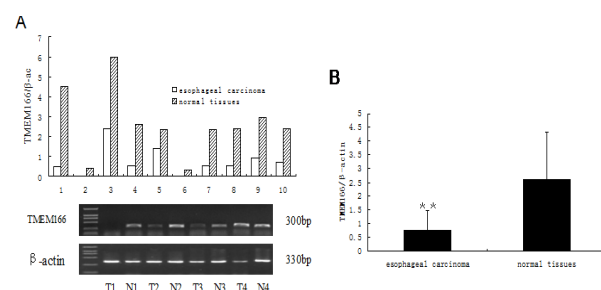 A
7
6
5
4
3
2
1
0
TMEM166/β-ac
esophageal carcinoma
normal tissues
1 2 3 4 5 6 7 8 9 10
TMEM166 300bp
β-actin 330bp
T1 N1 T2 N2 T3 N3 T4 N4
B
5
4.5
4
3.5
3
2.5
2
1.5
1
0.5
0
TMEM166/β-actin
**
esophageal carcinoma normal tissues